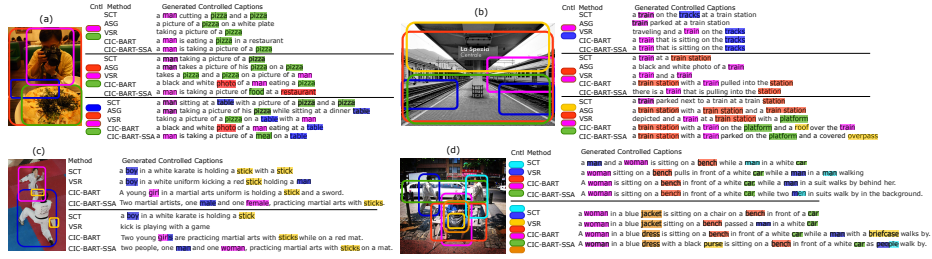 (a)
Cntl Method Generated Captions
SCT a man cutting a pizza and a pizza
ASG a picture of a pizza on a white plate
VSR taking a picture of a pizza
CIC-BART a man is eating a pizza in a restaurant
CIC-BART-SSA a man is taking a picture of a pizza
SCT a man taking a picture of a pizza
ASG a man takes a picture of his pizza on a pizza
VSR takes a pizza and a pizza on a picture of a man
CIC-BART a black and white photo of a man eating a pizza
CIC-BART-SSA a man is taking a picture of food at a restaurant
SCT a man sitting at a table with a picture of a pizza and a pizza
ASG a man taking a picture of his pizza while sitting at a dinner table
VSR taking a picture of a pizza on a table with a man
CIC-BART a black and white photo of a man eating at a table
CIC-BART-SSA a man is taking a picture of a meal on a table
(b)
La Spezia
Centrale
Cntl Method Generated Controlled Captions
SCT a train on the tracks at a train station
ASG train parked at a train station
VSR traveling and a train on the tracks
CIC-BART a train that is sitting on the tracks
CIC-BART-SSA a train that is sitting on the tracks
SCT a train at a train station
ASG a black and white photo of a train
VSR a train and a train
CIC-BART a train station with a train pulled into the station
CIC-BART-SSA there is a train that is pulling into the station
SCT a train parked next to a train at a train station
ASG a train station with a train station and a train station
VSR depicted and a train at a train station with a platform
CIC-BART a train station with a train on the platform and a roof over the train
CIC-BART-SSA a train station with a train parked on the platform and a covered overpass
(c)
Method Generated Controlled Captions
SCT a boy in a white karate is holding a stick with a stick
VSR a boy in a white uniform kicking a red stick holding a man
CIC-BART A young girl in a martial arts uniform is holding a stick and a sword.
CIC-BART-SSA Two martial artists, one male and one female, practicing martial arts with sticks.
SCT a boy in a white karate is holding a stick
VSR kick is playing with a man
CIC-BART Two young girls are practicing martial arts with sticks while on a red mat.
CIC-BART-SSA two people, one man and one woman, practicing martial arts with sticks on a mat.
(d)
Cntl Method Generated Controlled Captions
SCT a man and a woman is sitting on a bench while a man in a white car
VSR a woman sitting on a bench pulls in front of a white car while a man in a man walking
CIC-BART A woman is sitting on a bench in front of a white car while a man in a suit walks by behind her.
CIC-BART-SSA A woman is sitting on a bench in front of a white car while two men in suits walk by in the background.
SCT a woman in a blue jacket is sitting on a chair on a bench in front of a car
VSR a woman in a blue jacket sitting on a bench passed a man in a white car
CIC-BART A woman in a blue dress is sitting on a bench in front of a white car while a man with a briefcase walks by.
CIC-BART-SSA A woman in a blue dress with a black purse is sitting on a bench in front of a white car as people walk by.